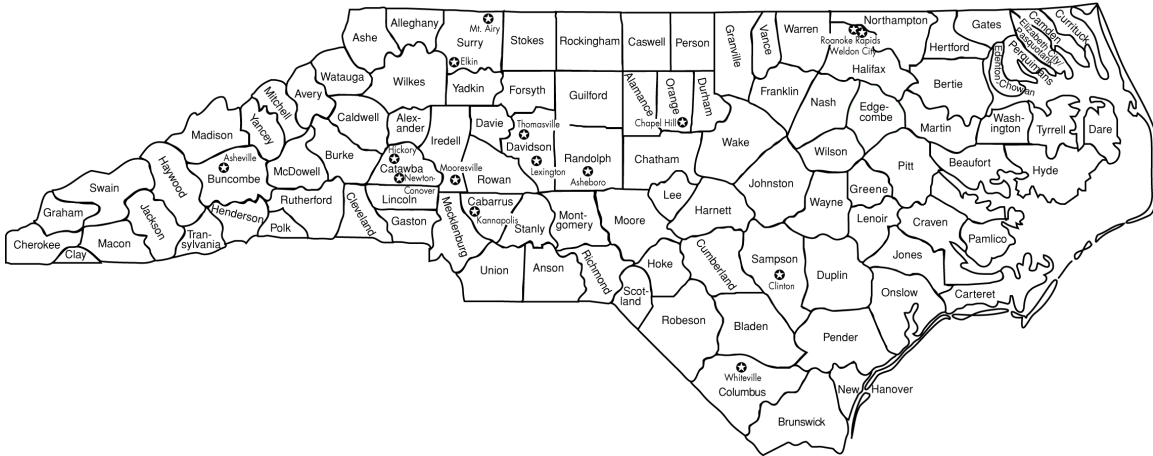 Alleghany
Ashe
Mt. Airy
Surry
Elkin
Stokes
Rockingham
Caswell
Person
Granville
Vance
Warren
Northampton
Roanoke Rapids
Weldon City
Halifax
Hertford
Gates
Camden
Currituck
Elizabeth City/
Pasquotank
Perquimans
Edenton-Chowan
Watauga
Wilkes
Yadkin
Forsyth
Guilford
Alamance
Orange
Chapel Hill
Durham
Franklin
Nash
Edge-
combe
Bertie
Martin
Wash-
ington
Tyrrell
Dare
Mitchell
Avery
Caldwell
Alex-
ander
Iredell
Davie
Thomasville
Davidson
Lexington
Randolph
Asheboro
Chatham
Wake
Wilson
Pitt
Beaufort
Hyde
Madison
Yancey
Burke
McDowell
Hickory
Catawba
Newton-
Conover
Mooresville
Rowan
Asheville
Buncombe
Haywood
Swain
Graham
Cherokee
Clay
Macon
Jackson
Tran-
sylvania
Henderson
Polk
Rutherford
Cleveland
Lincoln
Gaston
Mecklenburg
Cabarrus
Kannapolis
Stanly
Mont-
gomery
Moore
Lee
Harnett
Johnston
Wayne
Greene
Lenoir
Craven
Pamlico
Jones
Union
Anson
Richmond
Scot-
land
Hoke
Cumberland
Sampson
Clinton
Duplin
Onslow
Carteret
Robeson
Bladen
Pender
Whiteville
Columbus
New Hanover
Brunswick